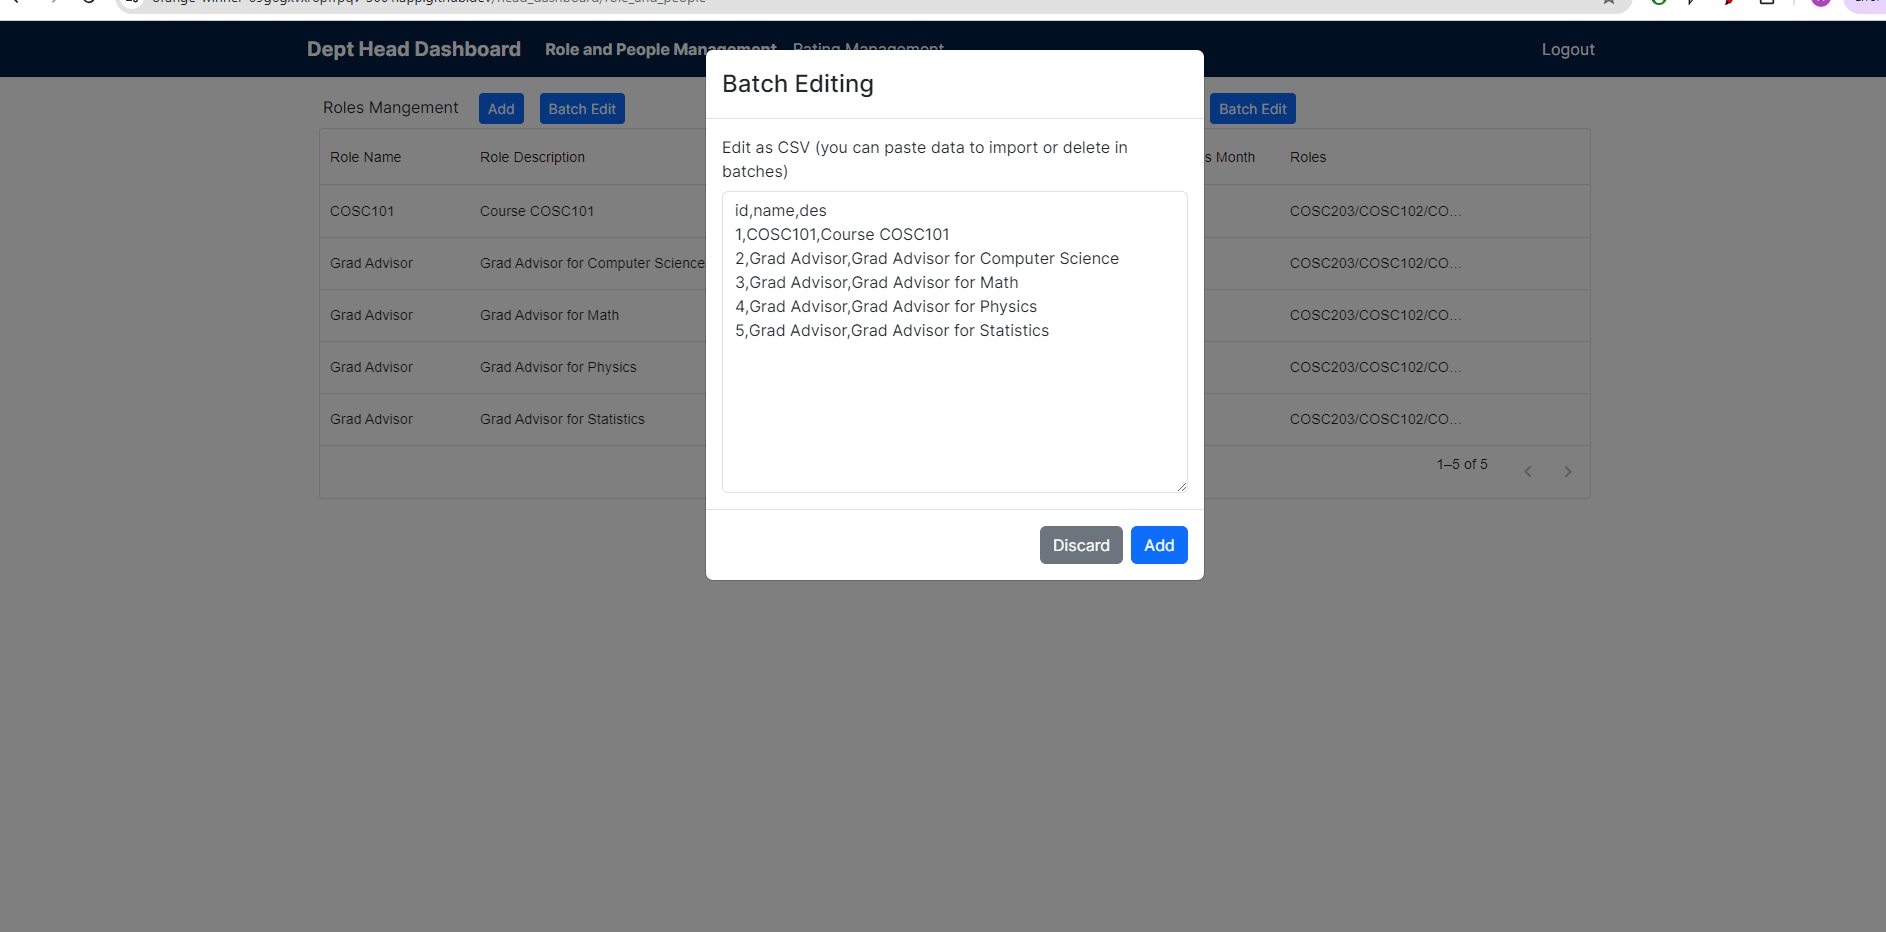 Dept Head Dashboard Role and People Management Rating Management Logout
Batch Editing
Roles Mangement Add Batch Edit
Batch Edit
Role Name Role Description
s Month Roles
COSC101 Course COSC101
COSC203/COSC102/CO...
Grad Advisor Grad Advisor for Computer Science
COSC203/COSC102/CO...
Grad Advisor Grad Advisor for Math
COSC203/COSC102/CO...
Grad Advisor Grad Advisor for Physics
COSC203/COSC102/CO...
Grad Advisor Grad Advisor for Statistics
COSC203/COSC102/CO...
1–5 of 5
Edit as CSV (you can paste data to import or delete in
batches)
id,name,des
1,COSC101,Course COSC101
2,Grad Advisor,Grad Advisor for Computer Science
3,Grad Advisor,Grad Advisor for Math
4,Grad Advisor,Grad Advisor for Physics
5,Grad Advisor,Grad Advisor for Statistics
Discard Add